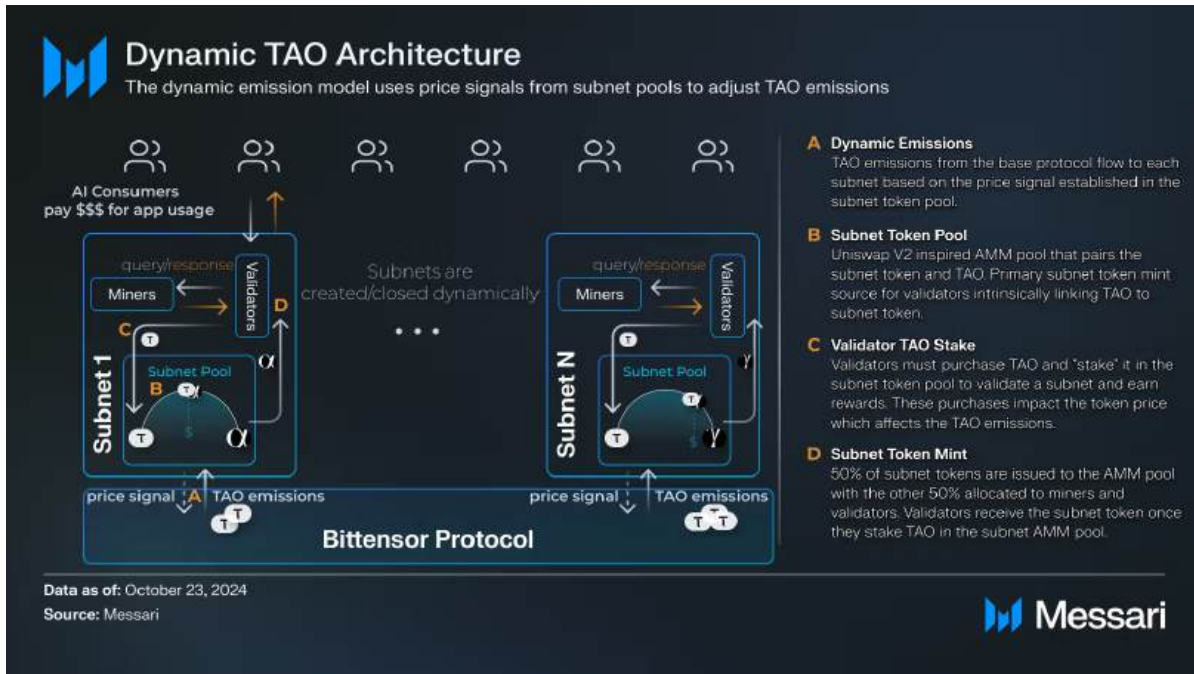 Dynamic TAO Architecture
The dynamic emission model uses price signals from subnet pools to adjust TAO emissions
AI Consumers
pay $$$ for app usage
Subnet 1
query/response
Miners
Validators
D
C
T
α
Subnet Pool
B
T
α
$
T
α
price signal
A
TAO emissions
T
T
Subnets are
created/closed dynamically
...
Subnet N
query/response
Miners
Validators
T
γ
Subnet Pool
T
$
T
γ
price signal
TAO emissions
T
T
T
Bittensor Protocol
A Dynamic Emissions
TAO emissions from the base protocol flow to each
subnet based on the price signal established in the
subnet token pool.
B Subnet Token Pool
Uniswap V2 inspired AMM pool that pairs the
subnet token and TAO. Primary subnet token mint
source for validators intrinsically linking TAO to
subnet token.
C Validator TAO Stake
Validators must purchase TAO and "stake" it in the
subnet token pool to validate a subnet and earn
rewards. These purchases impact the token price
which affects the TAO emissions.
D Subnet Token Mint
50% of subnet tokens are issued to the AMM pool
with the other 50% allocated to miners and
validators. Validators receive the subnet token once
they stake TAO in the subnet AMM pool.
Data as of: October 23, 2024
Source: Messari
Messari